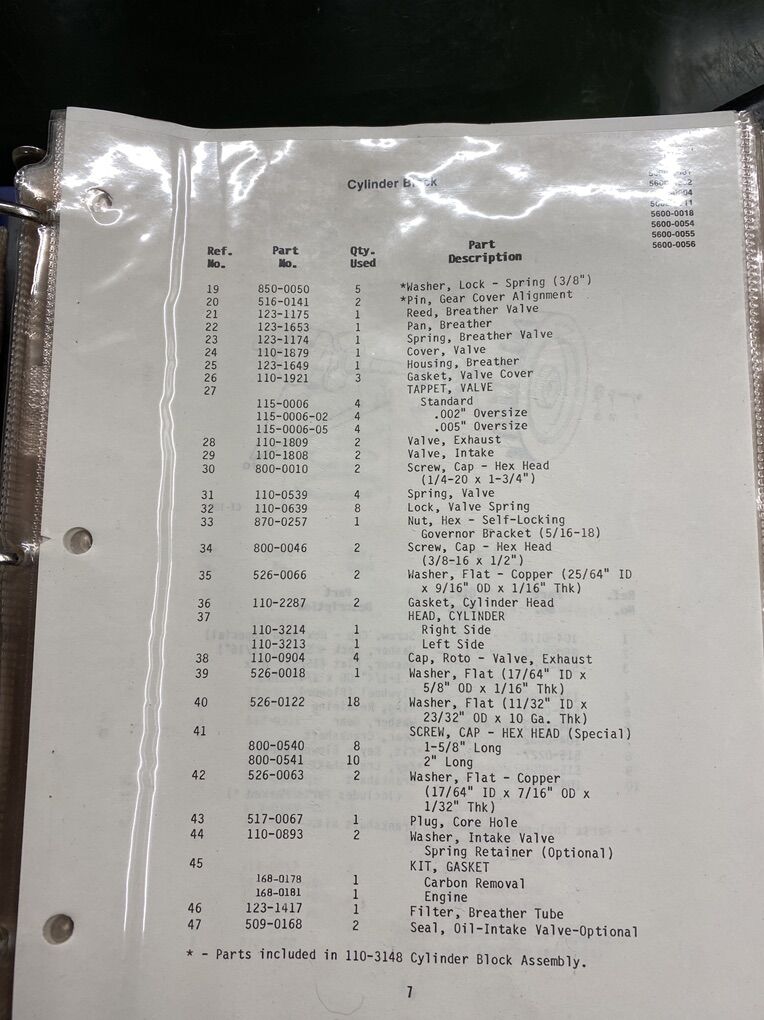 Cylinder Block
5600-0018
5600-0054
5600-0055
5600-0056
Ref. No. Part No. Qty. Used Part Description
19 850-0050 5 *Washer, Lock - Spring (3/8")
20 516-0141 2 *Pin, Gear Cover Alignment
21 123-1175 1 Reed, Breather Valve
22 123-1653 1 Pan, Breather
23 123-1174 1 Spring, Breather Valve
24 110-1879 1 Cover, Valve
25 123-1649 1 Housing, Breather
26 110-1921 3 Gasket, Valve Cover
27 TAPPET, VALVE
115-0006 4 Standard
115-0006-02 4 .002" Oversize
115-0006-05 4 .005" Oversize
28 110-1809 2 Valve, Exhaust
29 110-1808 2 Valve, Intake
30 800-0010 2 Screw, Cap - Hex Head
(1/4-20 x 1-3/4")
31 110-0539 4 Spring, Valve
32 110-0639 8 Lock, Valve Spring
33 870-0257 1 Nut, Hex - Self-Locking
Governor Bracket (5/16-18)
34 800-0046 2 Screw, Cap - Hex Head
(3/8-16 x 1/2")
35 526-0066 2 Washer, Flat - Copper (25/64" ID
x 9/16" OD x 1/16" Thk)
36 110-2287 2 Gasket, Cylinder Head
37 HEAD, CYLINDER
110-3214 1 Right Side
110-3213 1 Left Side
38 110-0904 4 Cap, Roto - Valve, Exhaust
39 526-0018 1 Washer, Flat (17/64" ID x
5/8" OD x 1/16" Thk)
40 526-0122 18 Washer, Flat (11/32" ID x
23/32" OD x 10 Ga. Thk)
41 SCREW, CAP - HEX HEAD (Special)
800-0540 8 1-5/8" Long
800-0541 10 2" Long
42 526-0063 2 Washer, Flat - Copper
(17/64" ID x 7/16" OD x
1/32" Thk)
43 517-0067 1 Plug, Core Hole
44 110-0893 2 Washer, Intake Valve
Spring Retainer (Optional)
45 KIT, GASKET
168-0178 1 Carbon Removal
168-0181 1 Engine
46 123-1417 1 Filter, Breather Tube
47 509-0168 2 Seal, Oil-Intake Valve-Optional
* - Parts included in 110-3148 Cylinder Block Assembly.
7